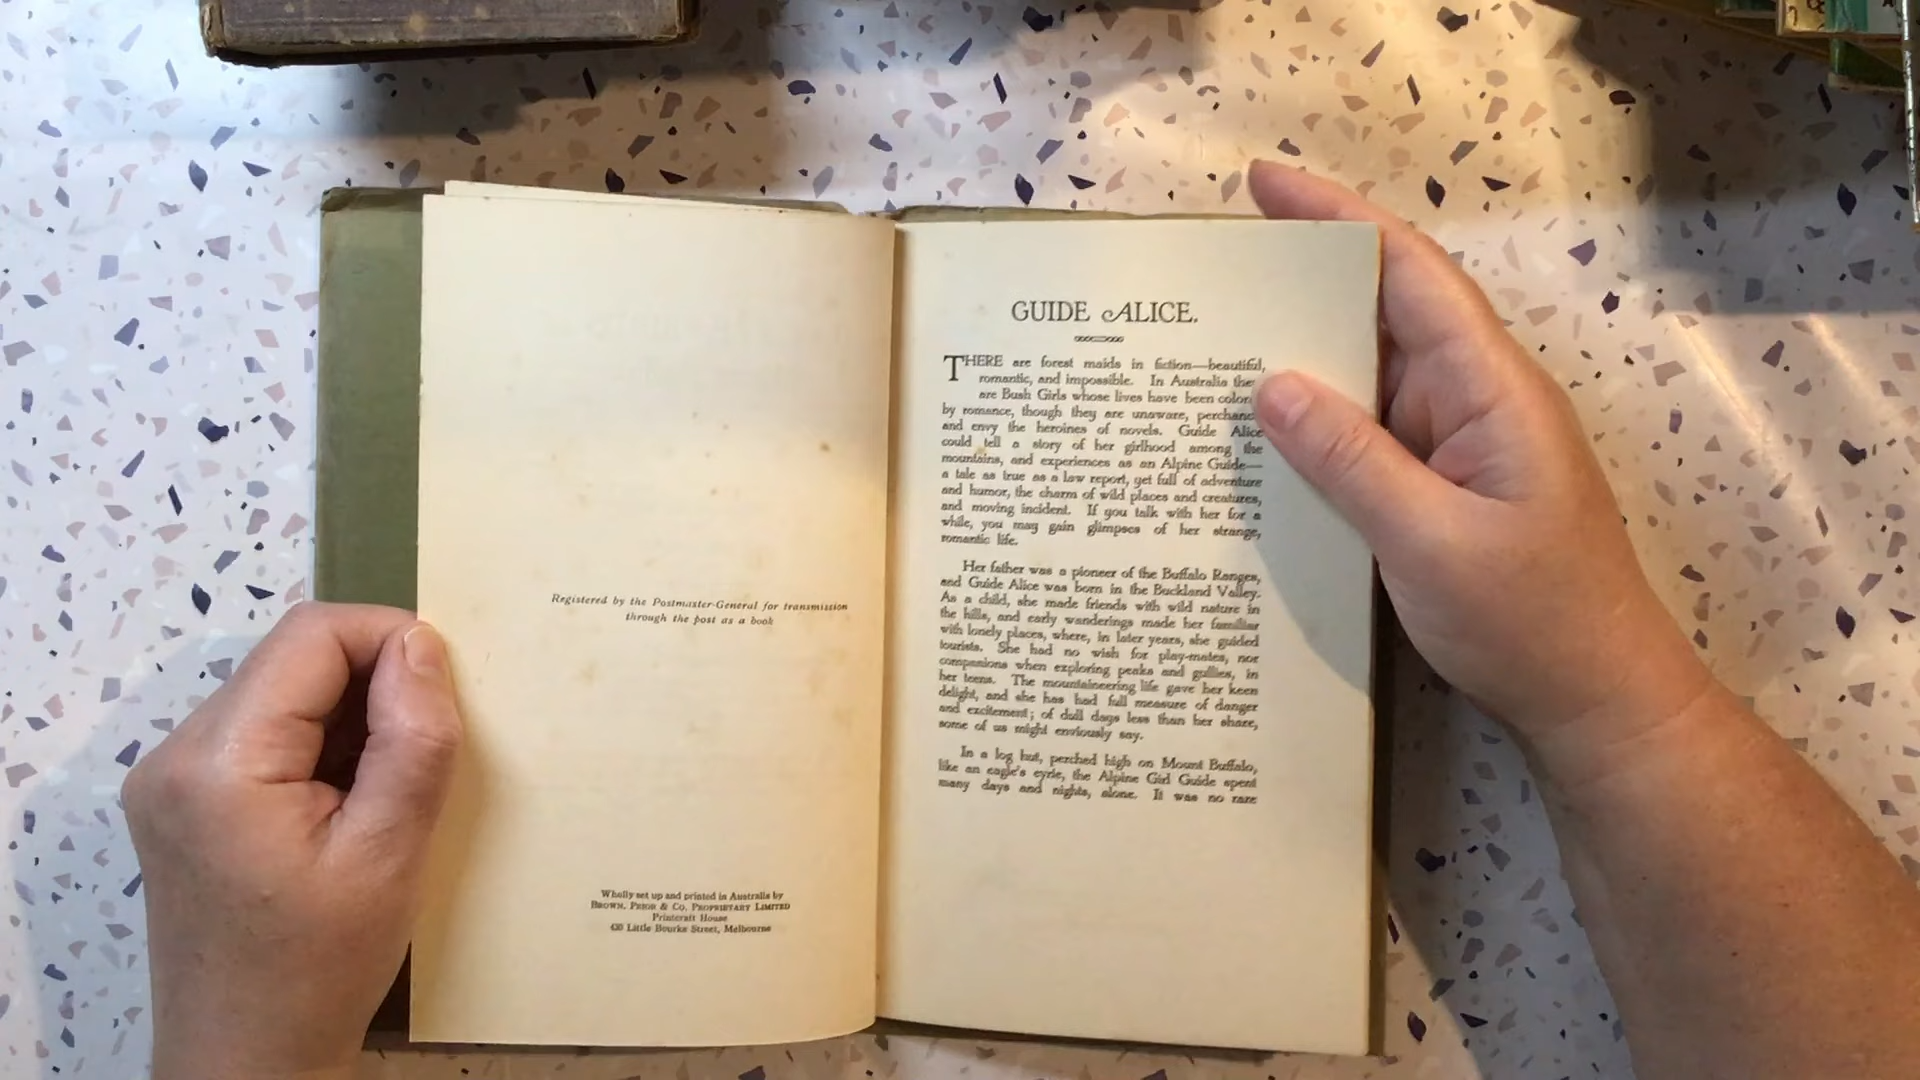 Registered by the Postmaster-General for transmission
through the post as a book
Wholly set up and printed in Australia by
BROWN, PRIOR & CO. PROPRIETARY LIMITED
Printcraft House
430 Little Bourke Street, Melbourne
GUIDE ALICE.
THERE are forest maids in fiction—beautiful,
romantic, and impossible. In Australia
are Bush Girls whose lives have been
by romance, though they are unaware,
and envy the heroines of novels. Guide Alice
could tell a story of her girlhood among the
mountains, and experiences as an Alpine Guide—
a tale as true as a law report, yet full of adventure
and humor, the charm of wild places and creatures,
and moving incident. If you talk with her for a
while, you may gain glimpses of her strange,
romantic life.
Her father was a pioneer of the Buffalo Ranges,
and Guide Alice was born in the Buckland Valley.
As a child, she made friends with wild nature in
the hills, and early wanderings made her familiar
with lonely places, where, in later years, she guided
tourists. She had no wish for play-mates, nor
companions when exploring peaks and gullies, in
her teens. The mountaineering life gave her keen
delight, and she has had full measure of danger
and excitement; of dull days less than her share,
some of us might enviously say.
In a log hut, perched high on Mount Buffalo,
like an eagle's eyrie, the Alpine Girl Guide spent
many days and nights, alone. It was no rare